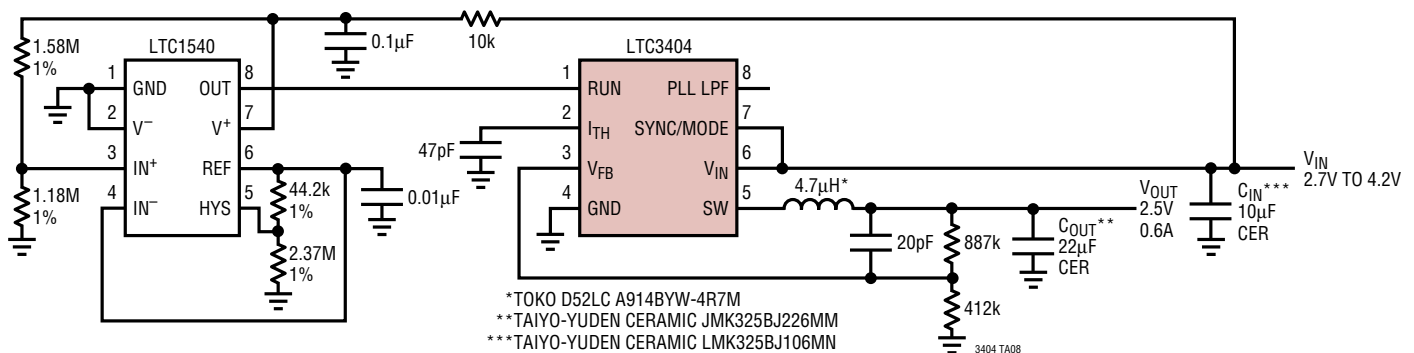 1.58M
1%
LTC1540
0.1µF
10k
LTC3404
1 GND OUT 8
2 V– V+ 7
3 IN+ REF 6
4 IN– HYS 5
1.18M
1%
44.2k
1%
0.01µF
2.37M
1%
47pF
1 RUN PLL LPF 8
2 ITH SYNC/MODE 7
3 VFB VIN 6
4 GND SW 5
4.7µH*
20pF
887k
412k
COUT**
22µF
CER
VOUT
2.5V
0.6A
CIN***
10µF
CER
VIN
2.7V TO 4.2V
*TOKO D52LC A914BYW-4R7M
**TAIYO-YUDEN CERAMIC JMK325BJ226MM
***TAIYO-YUDEN CERAMIC LMK325BJ106MN
3404 TA08